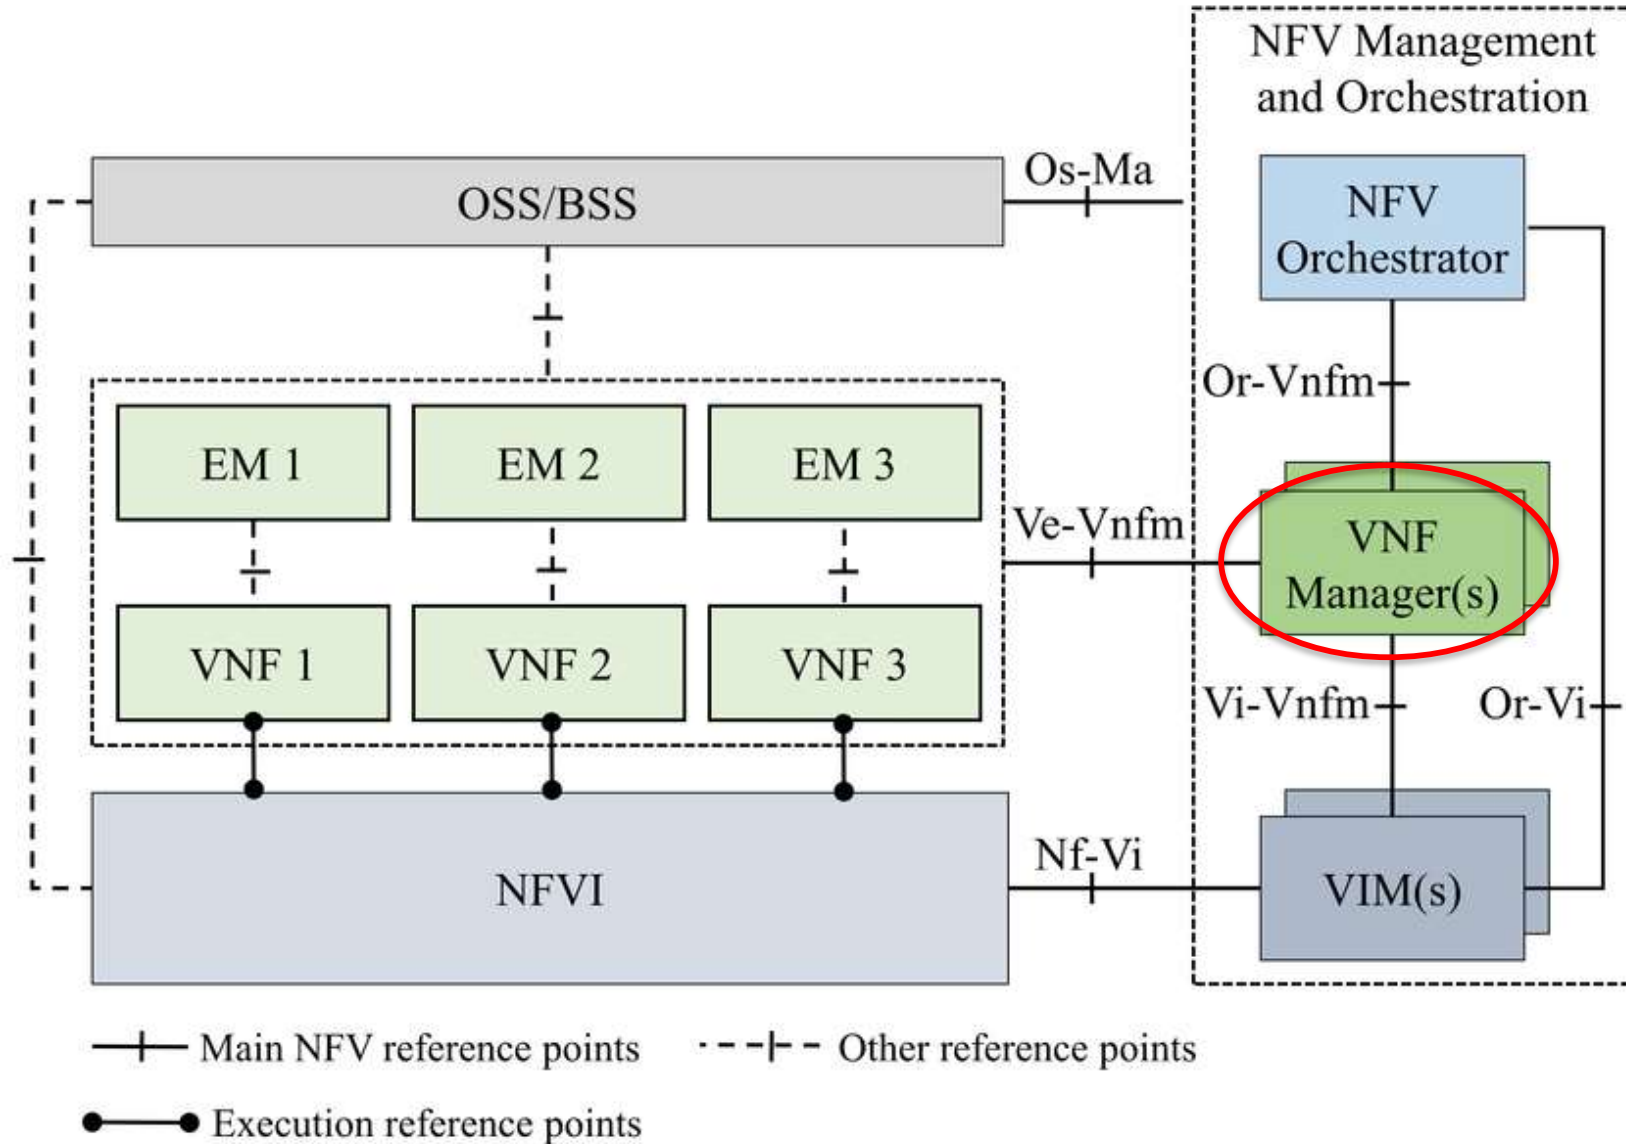 NFV Management
and Orchestration
OSS/BSS
Os-Ma
NFV
Orchestrator
Or-Vnfm
EM 1
EM 2
EM 3
Ve-Vnfm
VNF
Manager(s)
VNF 1
VNF 2
VNF 3
Vi-Vnfm
Or-Vi
NFVI
Nf-Vi
VIM(s)
Main NFV reference points
Other reference points
Execution reference points